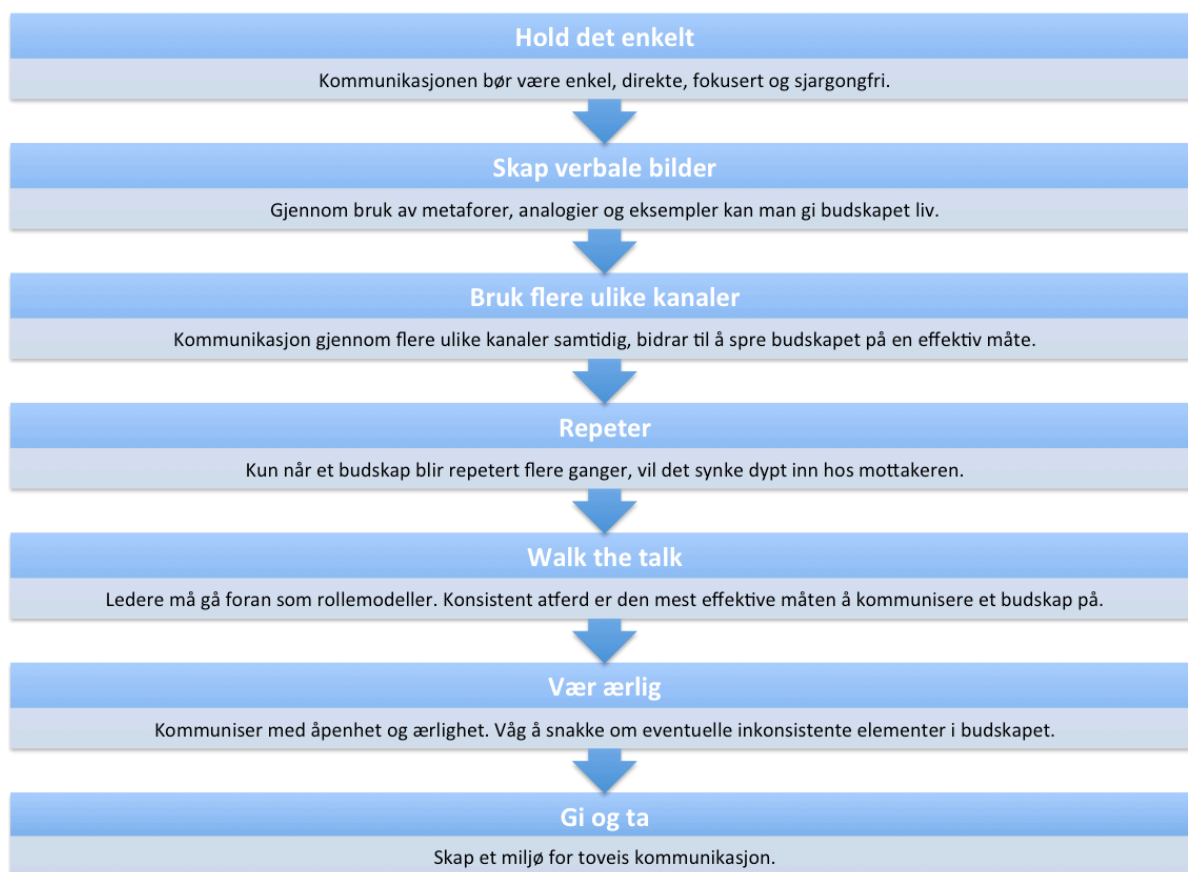 Hold det enkelt
Kommunikasjonen bør være enkel, direkte, fokusert og sjargongfri.
Skap verbale bilder
Gjennom bruk av metaforer, analogier og eksempler kan man gi budskapet liv.
Bruk flere ulike kanaler
Kommunikasjon gjennom flere ulike kanaler samtidig, bidrar til å spre budskapet på en effektiv måte.
Repeter
Kun når et budskap blir repetert flere ganger, vil det synke dypt inn hos mottakeren.
Walk the talk
Ledere må gå foran som rollemodeller. Konsistent atferd er den mest effektive måten å kommunisere et budskap på.
Vær ærlig
Kommuniser med åpenhet og ærlighet. Våg å snakke om eventuelle inkonsistente elementer i budskapet.
Gi og ta
Skap et miljø for toveis kommunikasjon.